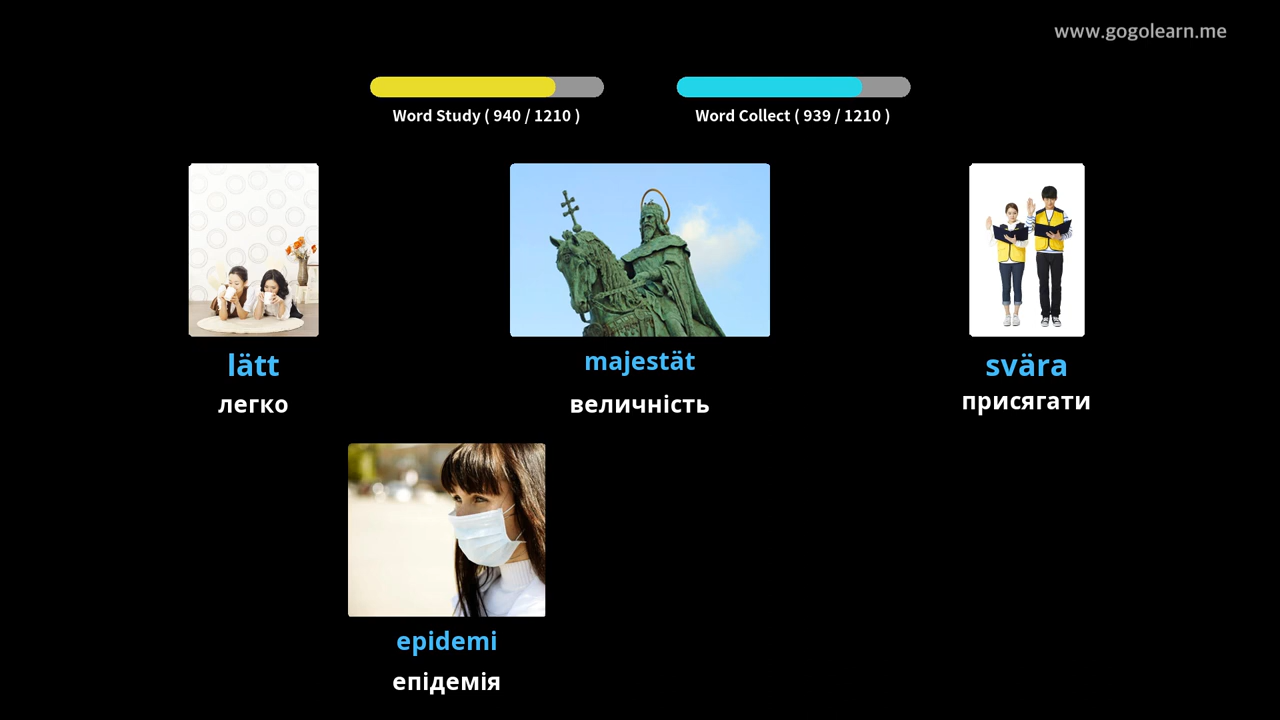 www.gogolearn.me
Word Study ( 940 / 1210 )
Word Collect ( 939 / 1210 )
lätt
легко
majestät
величність
svära
присягати
epidemi
епідемія